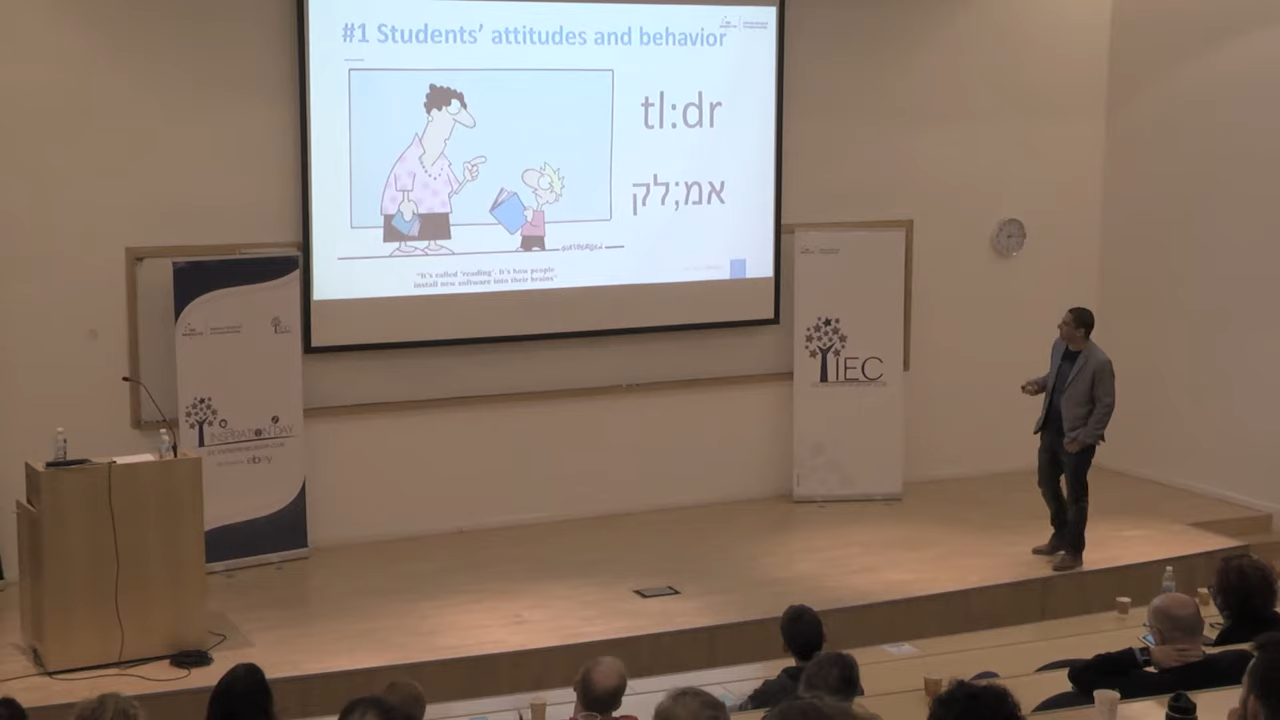 #1 Students' attitudes and behavior
tl:dr
אמ;לק
"It's called 'reading'. It's how people
install new software into their brains"
INSPIRATION DAY
ebay
IEC